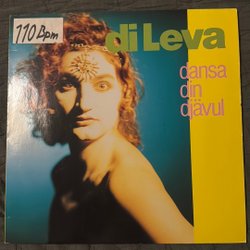 110 Bpm
di Leva
dansa
din
djävul